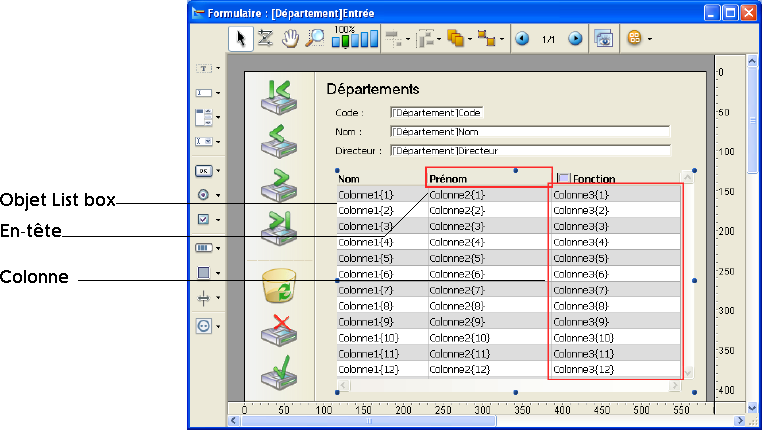 Formulaire : [Département]Entrée
100%
1/1
Départements
Code : [Département]Code
Nom : [Département]Nom
Directeur : [Département]Directeur
Nom Prénom Fonction
Colonne1{1} Colonne2{1} Colonne3{1}
Colonne1{2} Colonne2{2} Colonne3{2}
Colonne1{3} Colonne2{3} Colonne3{3}
Colonne1{4} Colonne2{4} Colonne3{4}
Colonne1{5} Colonne2{5} Colonne3{5}
Colonne1{6} Colonne2{6} Colonne3{6}
Colonne1{7} Colonne2{7} Colonne3{7}
Colonne1{8} Colonne2{8} Colonne3{8}
Colonne1{9} Colonne2{9} Colonne3{9}
Colonne1{10} Colonne2{10} Colonne3{10}
Colonne1{11} Colonne2{11} Colonne3{11}
Colonne1{12} Colonne2{12} Colonne3{12}
Objet List box
En-tête
Colonne
OK
0
50
100
150
200
250
300
350
400
0 50 100 150 200 250 300 350 400 450 500 550